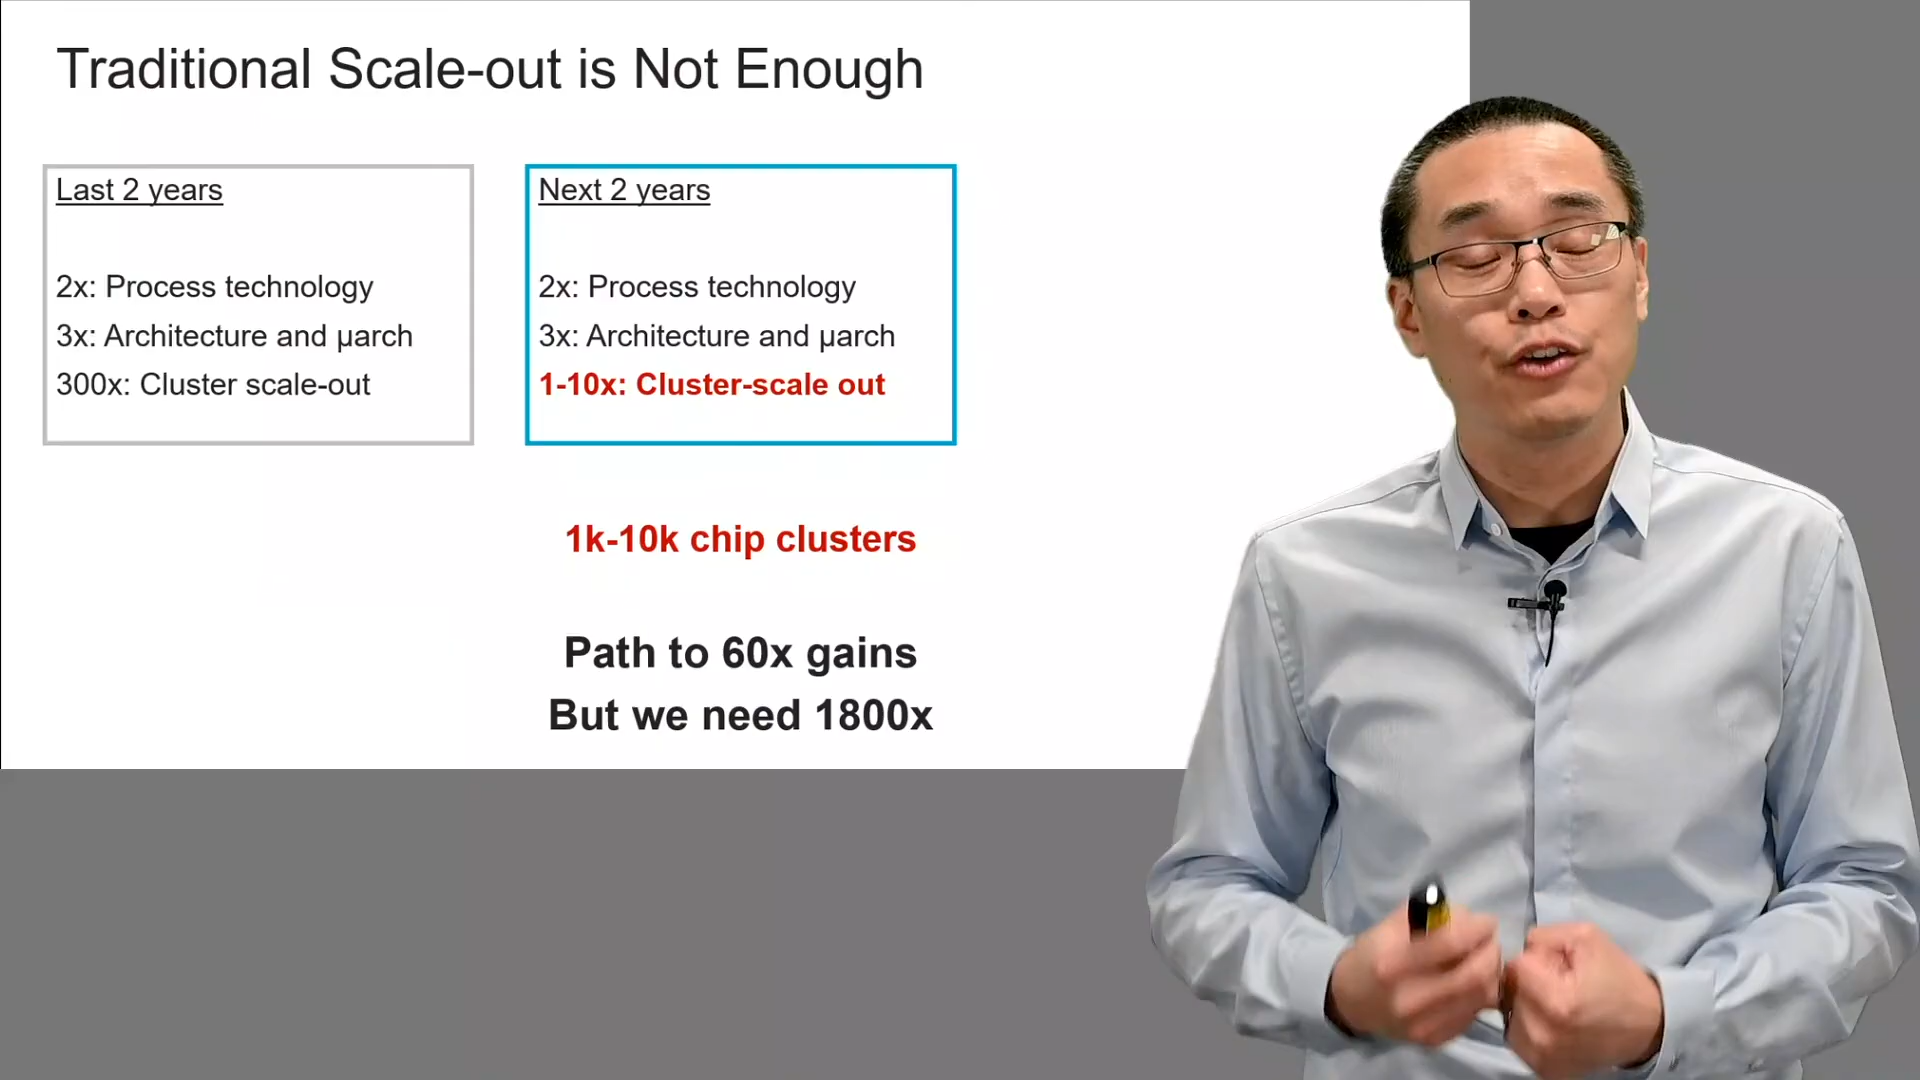 Traditional Scale-out is Not Enough
Last 2 years
2x: Process technology
3x: Architecture and µarch
300x: Cluster scale-out
Next 2 years
2x: Process technology
3x: Architecture and µarch
1-10x: Cluster-scale out
1k-10k chip clusters
Path to 60x gains
But we need 1800x